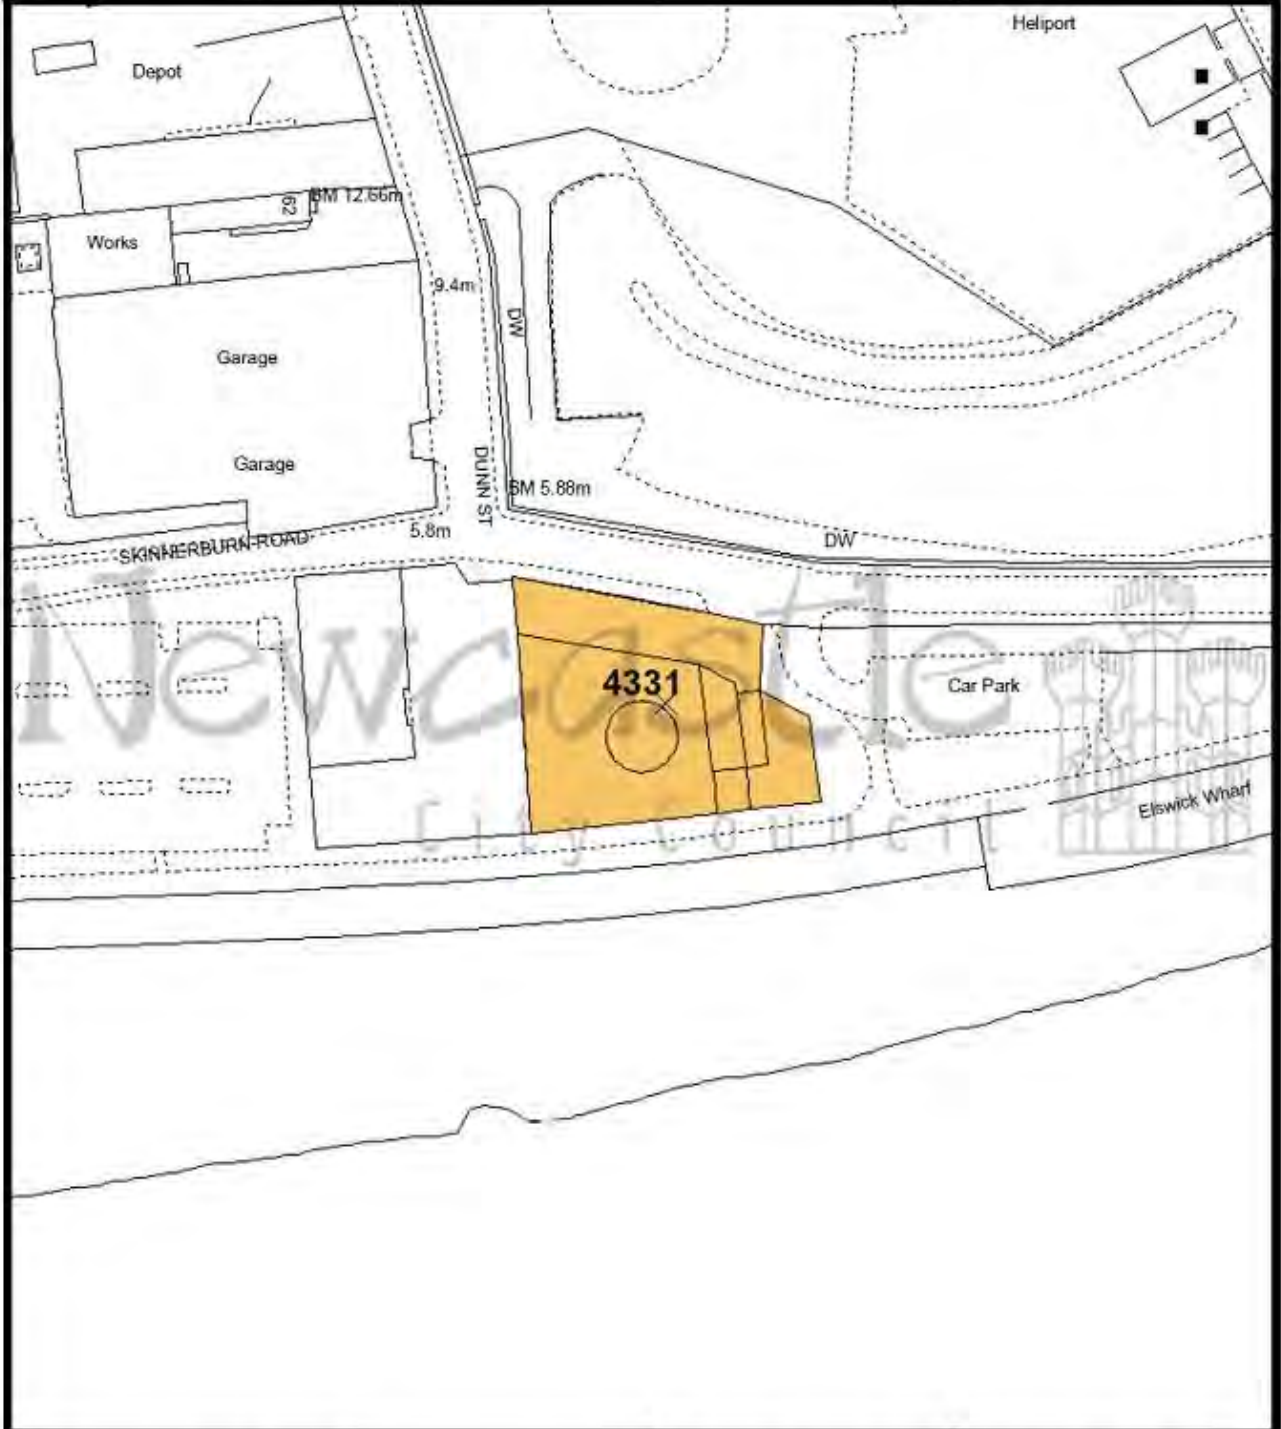 Heliport
Depot
BM 12.66m
62
Works
9.4m
DW
Garage
Garage
DUNN ST
BM 5.88m
5.8m
DW
SKINNERBURN ROAD
Newcastle
4331
Car Park
Elswick Wharf
City Council